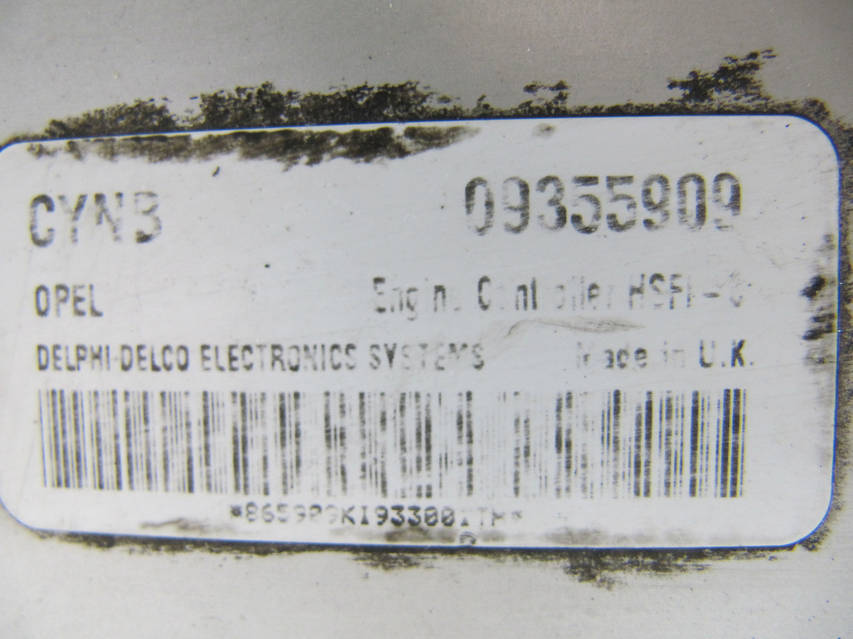 CYNB 09355909
OPEL Engine Controller HSFI-C
DELPHI-DELCO ELECTRONICS SYSTEMS Made in U.K.